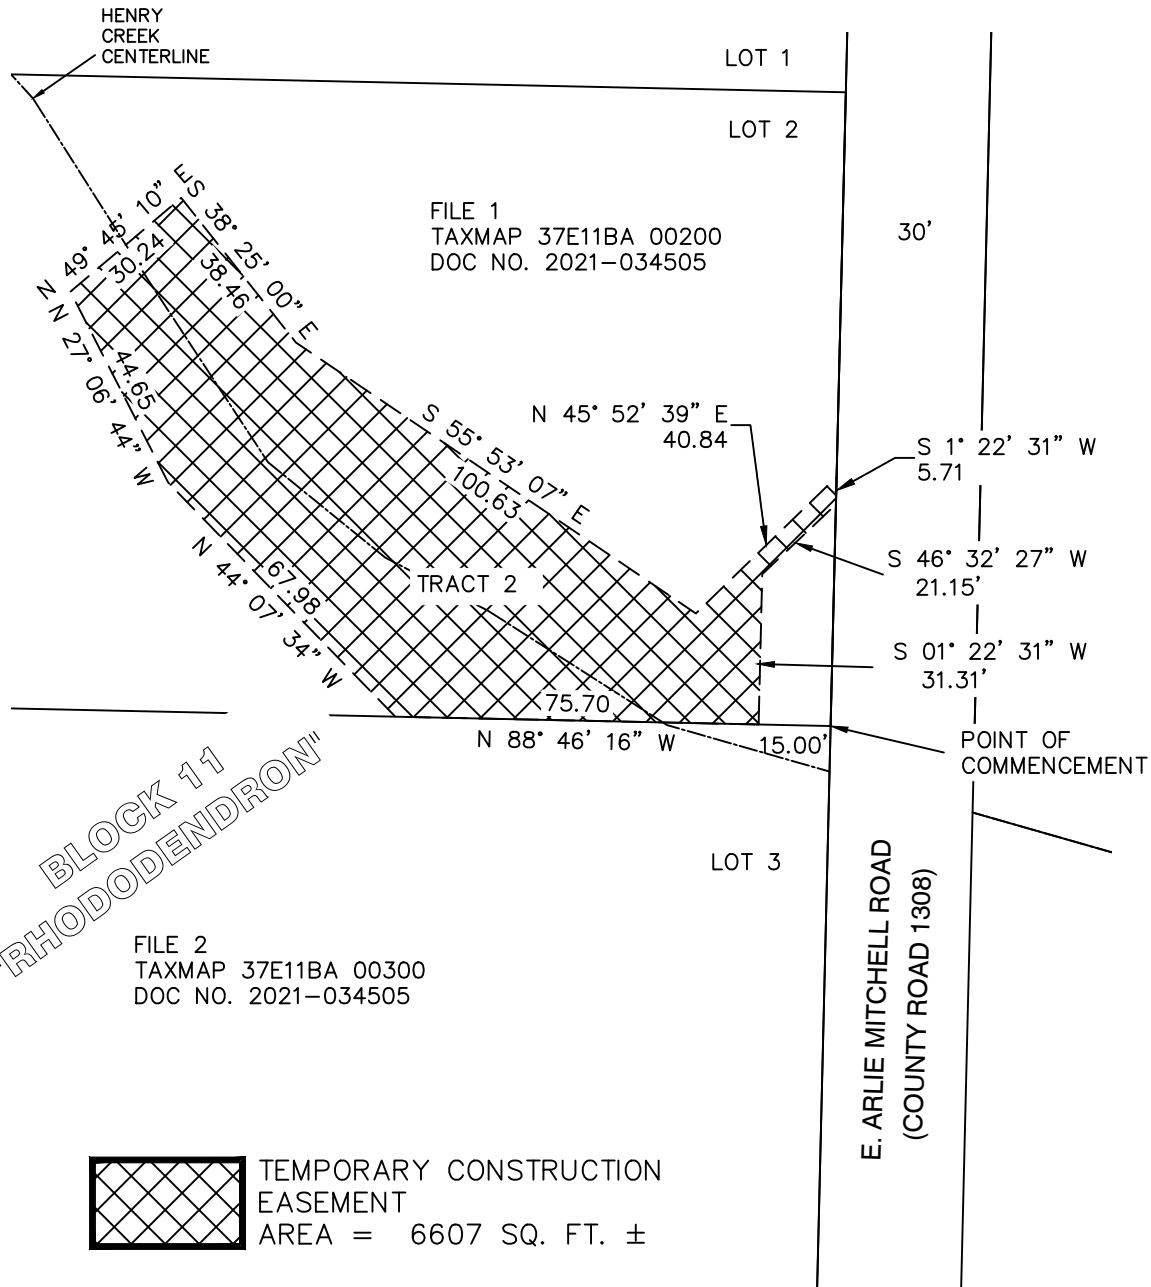 HENRY
CREEK
CENTERLINE
LOT 1
LOT 2
FILE 1
TAXMAP 37E11BA 00200
DOC NO. 2021-034505
30'
N 49° 45' 10" E
30.24
S 38° 25' 00" E
38.46
N 27° 06' 44" W
44.65
S 55° 53' 07" E
100.63
N 45° 52' 39" E
40.84
S 1° 22' 31" W
5.71
S 46° 32' 27" W
21.15'
N 44° 07' 34" W
67.98
TRACT 2
S 01° 22' 31" W
31.31'
75.70
N 88° 46' 16" W
15.00'
POINT OF
COMMENCEMENT
BLOCK 11
"RHODODENDRON"
LOT 3
FILE 2
TAXMAP 37E11BA 00300
DOC NO. 2021-034505
E. ARLIE MITCHELL ROAD
(COUNTY ROAD 1308)
TEMPORARY CONSTRUCTION
EASEMENT
AREA = 6607 SQ. FT. ±